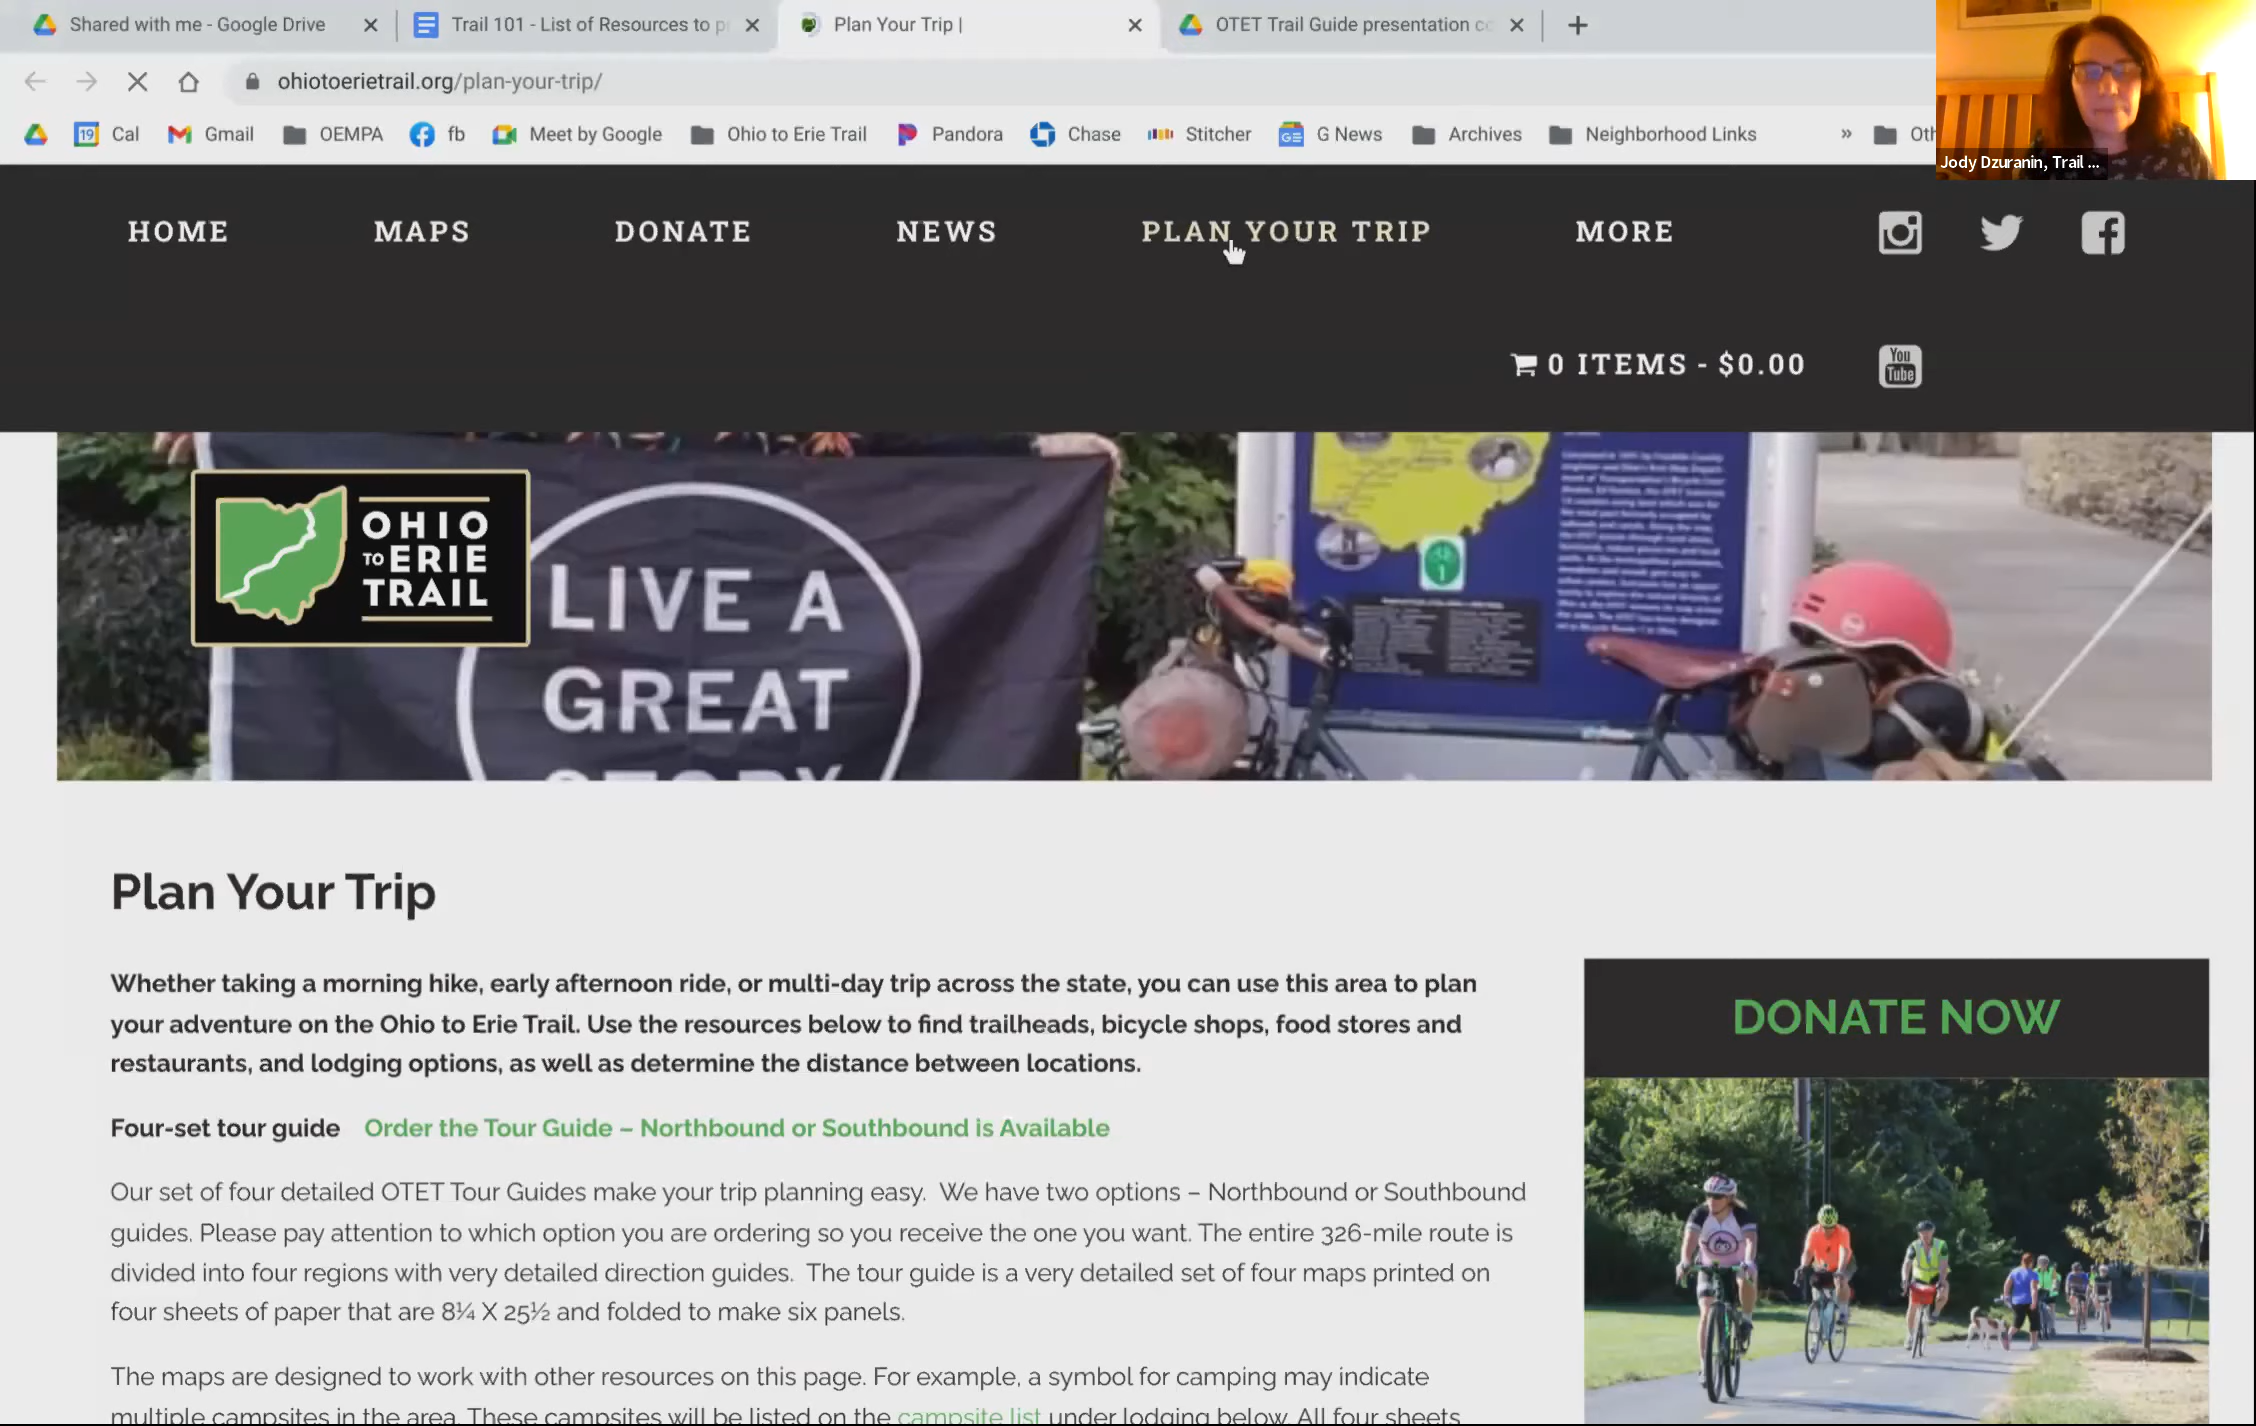 Shared with me - Google Drive
Trail 101 - List of Resources to p
Plan Your Trip |
OTET Trail Guide presentation co
ohiotoerietrail.org/plan-your-trip/
19 Cal Gmail OEMPA fb Meet by Google Ohio to Erie Trail Pandora Chase Stitcher GE G News Archives Neighborhood Links » Oth
Jody Dzuranin, Trail ...
HOME MAPS DONATE NEWS PLAN YOUR TRIP MORE
0 ITEMS - $0.00 You Tube
OHIO
TO ERIE
TRAIL
LIVE A
GREAT
STORY
1
Plan Your Trip
Whether taking a morning hike, early afternoon ride, or multi-day trip across the state, you can use this area to plan
your adventure on the Ohio to Erie Trail. Use the resources below to find trailheads, bicycle shops, food stores and
restaurants, and lodging options, as well as determine the distance between locations.
Four-set tour guide Order the Tour Guide – Northbound or Southbound is Available
Our set of four detailed OTET Tour Guides make your trip planning easy. We have two options – Northbound or Southbound
guides. Please pay attention to which option you are ordering so you receive the one you want. The entire 326-mile route is
divided into four regions with very detailed direction guides. The tour guide is a very detailed set of four maps printed on
four sheets of paper that are 8¼ X 25½ and folded to make six panels.
The maps are designed to work with other resources on this page. For example, a symbol for camping may indicate
multiple campsites in the area. These campsites will be listed on the campsite list under lodging below. All four sheets
DONATE NOW